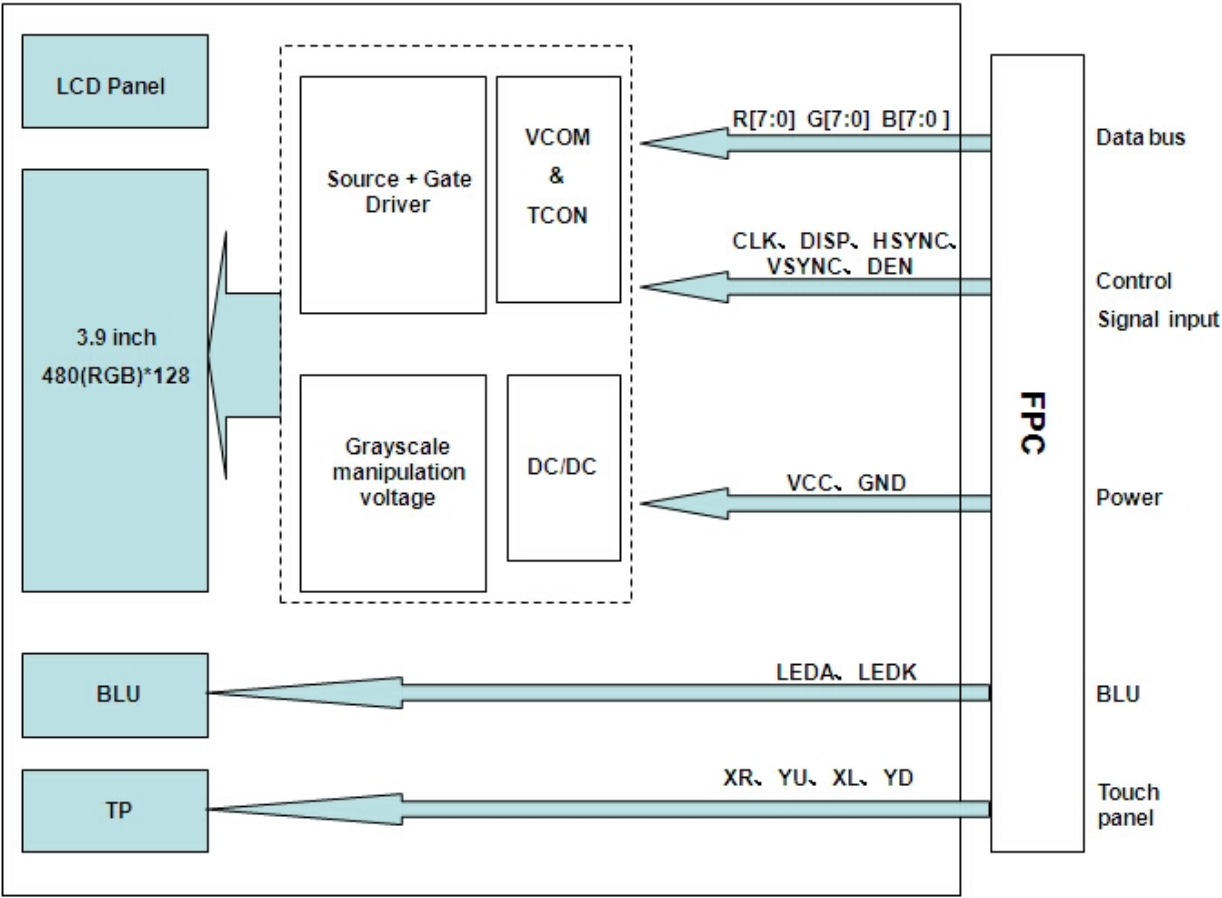 LCD Panel
3.9 inch
480(RGB)*128
BLU
TP
Source + Gate
Driver
VCOM
&
TCON
Grayscale
manipulation
voltage
DC/DC
R[7:0] G[7:0] B[7:0 ]
CLK、DISP、HSYNC、
VSYNC、DEN
VCC、GND
LEDA、LEDK
XR、YU、XL、YD
FPC
Data bus
Control
Signal input
Power
BLU
Touch
panel